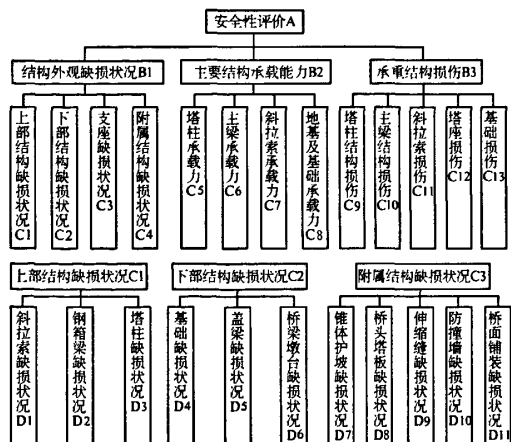 安全性评价A
结构外观缺损状况B1
主要结构承载能力B2
承重结构损伤B3
上部结构缺损状况C1
下部结构缺损状况C2
支座缺损状况C3
附属结构缺损状况C4
塔柱承载力C5
主梁承载力C6
斜拉索承载力C7
地基及基础承载力C8
塔柱结构损伤C9
主梁结构损伤C10
斜拉索损伤C11
塔座损伤C12
基础损伤C13
上部结构缺损状况C1
下部结构缺损状况C2
附属结构缺损状况C3
斜拉索缺损状况D1
钢箱梁缺损状况D2
塔柱缺损状况D3
基础缺损状况D4
盖梁缺损状况D5
桥梁墩台缺损状况D6
锥体护坡缺损状况D7
桥头塔板缺损状况D8
伸缩缝缺损状况D9
防撞墙缺损状况D10
桥面铺装缺损状况D11